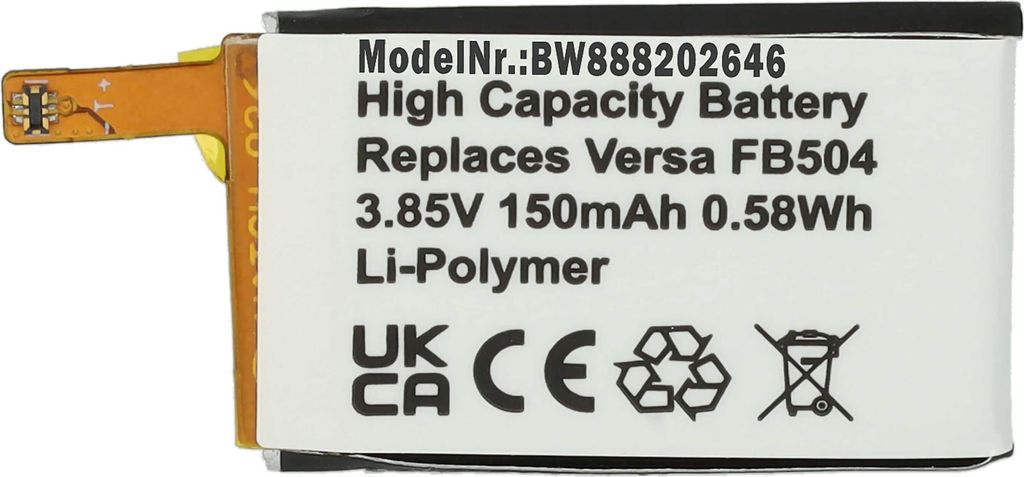 ModelNr.:BW888202646
High Capacity Battery
Replaces Versa FB504
3.85V 150mAh 0.58Wh
Li-Polymer
UK
CA CE
T+